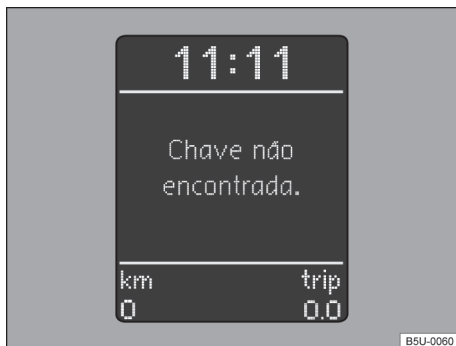 11:11
Chave não
encontrada.
km trip
0 0.0
B5U-0060